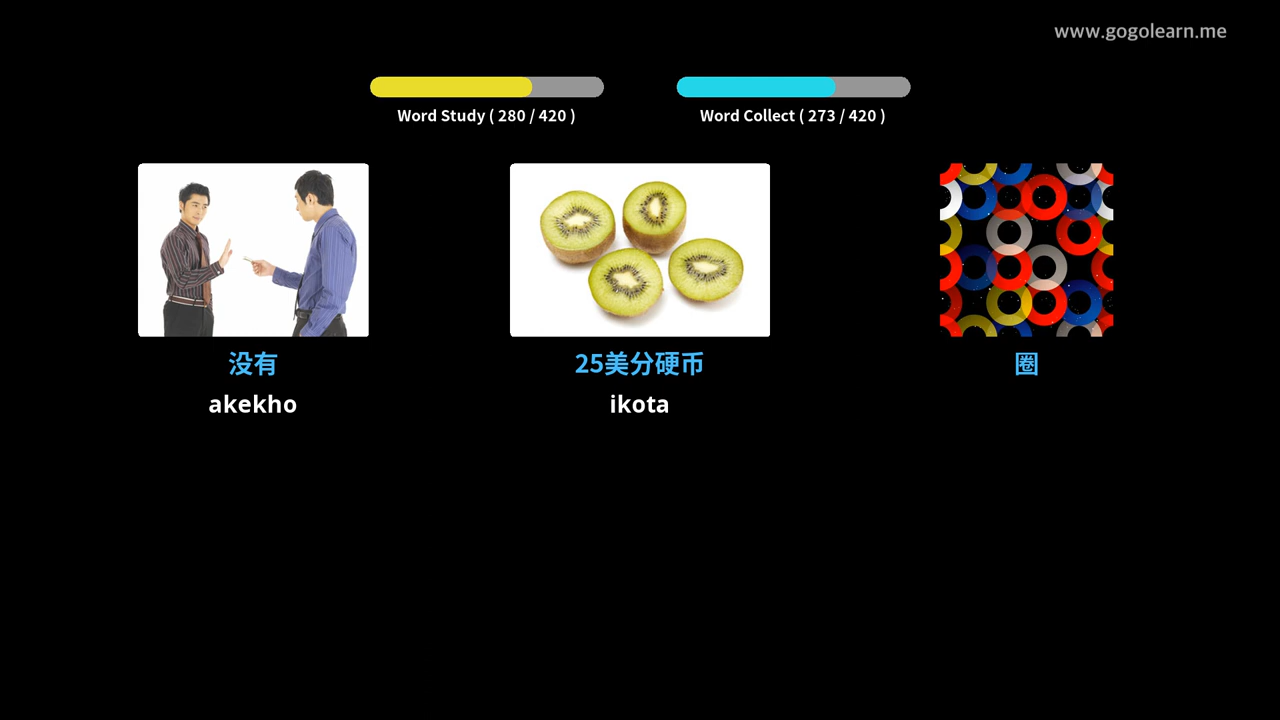 www.gogolearn.me
Word Study ( 280 / 420 )
Word Collect ( 273 / 420 )
没有
25美分硬币
圈
akekho
ikota